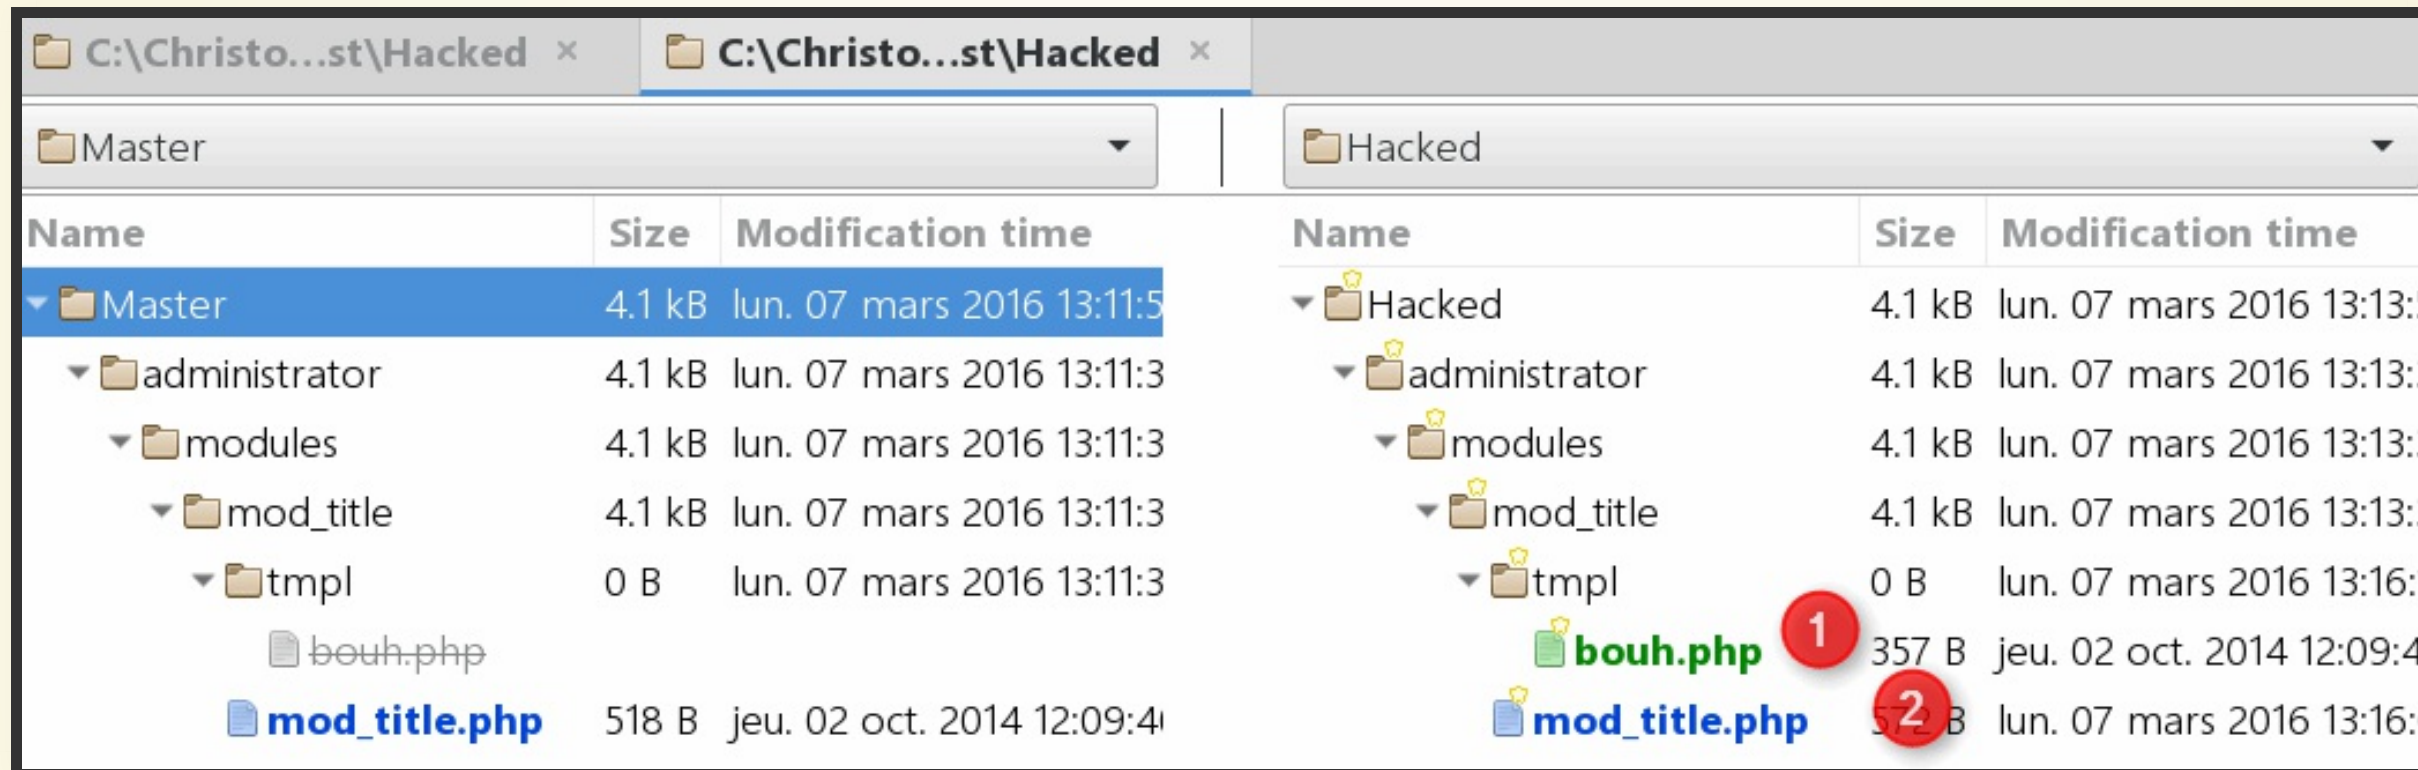 C:\Christo...st\Hacked × C:\Christo...st\Hacked ×
Master Hacked
Name Size Modification time Name Size Modification time
Master 4.1 kB lun. 07 mars 2016 13:11:5 Hacked 4.1 kB lun. 07 mars 2016 13:13:
administrator 4.1 kB lun. 07 mars 2016 13:11:3 administrator 4.1 kB lun. 07 mars 2016 13:13:
modules 4.1 kB lun. 07 mars 2016 13:11:3 modules 4.1 kB lun. 07 mars 2016 13:13:
mod_title 4.1 kB lun. 07 mars 2016 13:11:3 mod_title 4.1 kB lun. 07 mars 2016 13:13:
tmpl 0 B lun. 07 mars 2016 13:11:3 tmpl 0 B lun. 07 mars 2016 13:16:
bouh.php bouh.php 1 357 B jeu. 02 oct. 2014 12:09:4
mod_title.php 518 B jeu. 02 oct. 2014 12:09:4 mod_title.php 2 B lun. 07 mars 2016 13:16: